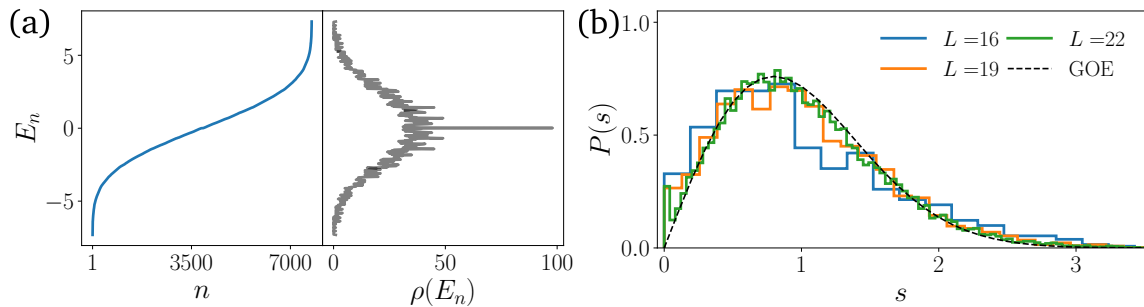 (a)
E_n
5
0
−5
1 3500 7000
n
0 50 100
ρ(E_n)
(b)
P(s)
1.0
0.5
0.0
0 1 2 3
s
L =16
L =19
L =22
GOE